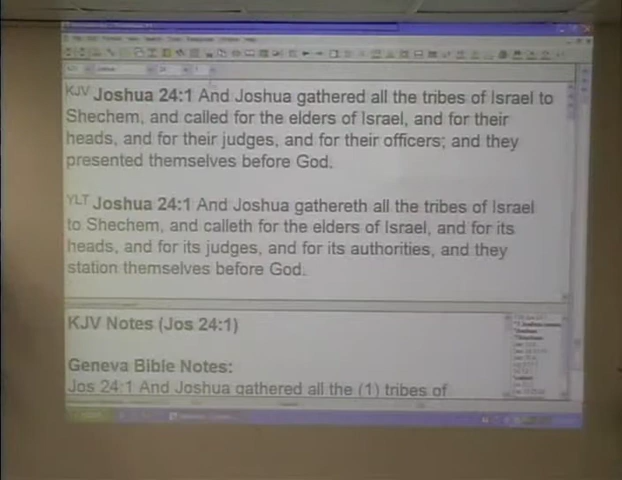 KJV Joshua 24:1 And Joshua gathered all the tribes of Israel to
Shechem, and called for the elders of Israel, and for their
heads, and for their judges, and for their officers; and they
presented themselves before God.
YLT Joshua 24:1 And Joshua gathereth all the tribes of Israel
to Shechem, and calleth for the elders of Israel, and for its
heads, and for its judges, and for its authorities, and they
station themselves before God.
KJV Notes (Jos 24:1)
Geneva Bible Notes:
Jos 24:1 And Joshua gathered all the (1) tribes of